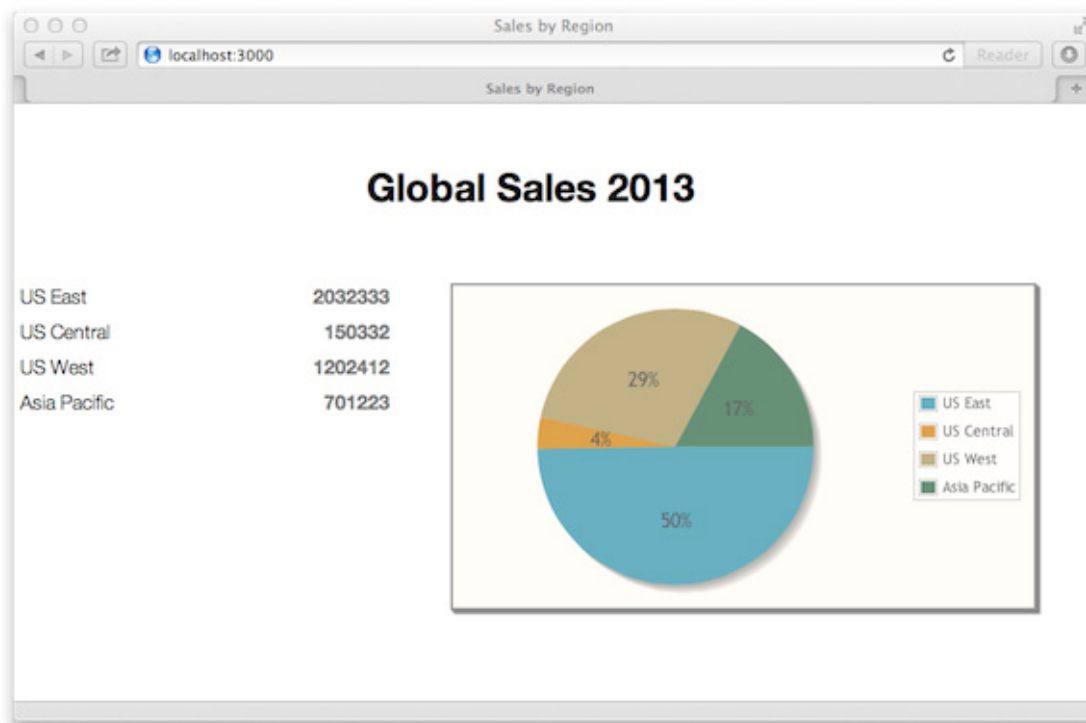 Sales by Region
localhost:3000
Reader
Sales by Region
Global Sales 2013
US East 2032333
US Central 150332
US West 1202412
Asia Pacific 701223
29%
17%
4%
50%
US East
US Central
US West
Asia Pacific